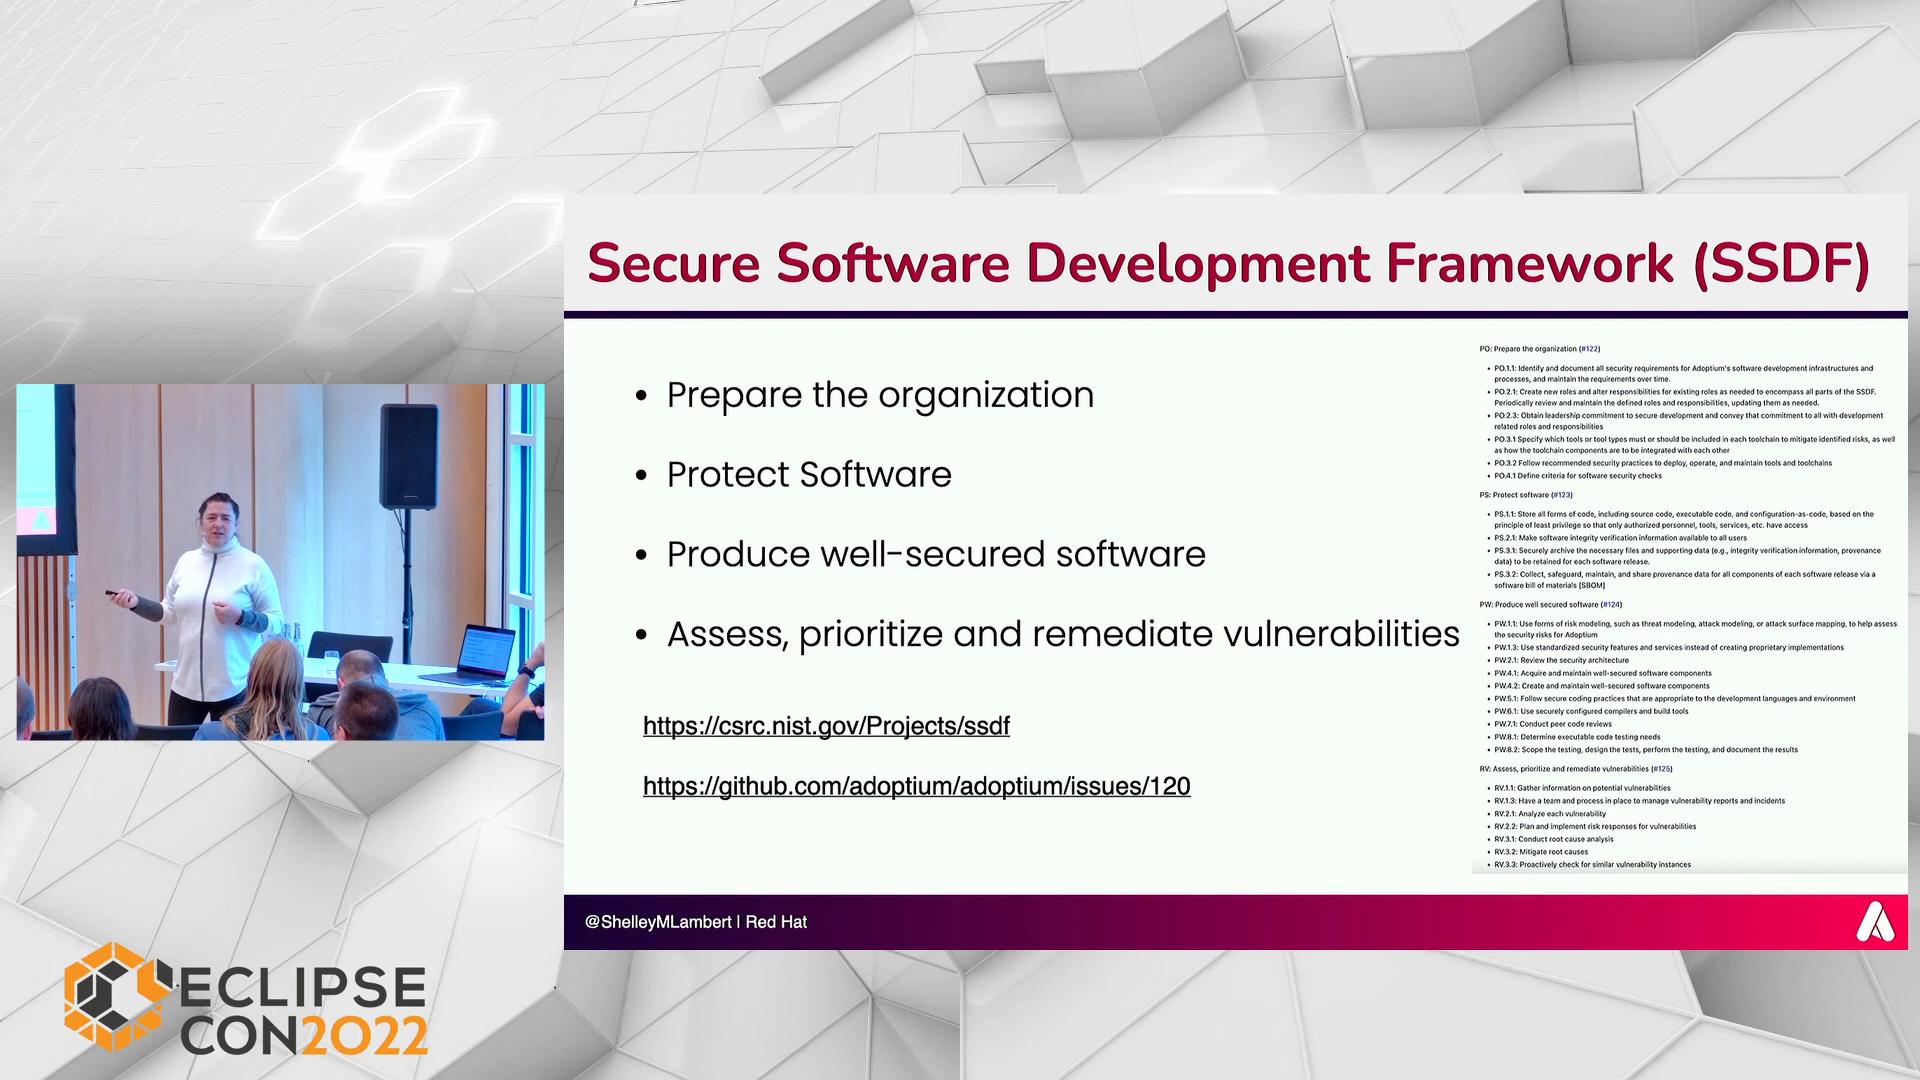 Secure Software Development Framework (SSDF)
• Prepare the organization
• Protect Software
• Produce well-secured software
• Assess, prioritize and remediate vulnerabilities
https://csrc.nist.gov/Projects/ssdf
https://github.com/adoptium/adoptium/issues/120
PO: Prepare the organization (#122)
• PO.1.1: Identify and document all security requirements for Adoptium's software development infrastructures and
processes, and maintain the requirements over time.
• PO.2.1: Create new roles and alter responsibilities for existing roles as needed to encompass all parts of the SSDF.
Periodically review and maintain the defined roles and responsibilities, updating them as needed.
• PO.2.3: Obtain leadership commitment to secure development and convey that commitment to all with development
related roles and responsibilities
• PO.3.1 Specify which tools or tool types must or should be included in each toolchain to mitigate identified risks, as well
as how the toolchain components are to be integrated with each other
• PO.3.2 Follow recommended security practices to deploy, operate, and maintain tools and toolchains
• PO.4.1 Define criteria for software security checks
PS: Protect software (#123)
• PS.1.1: Store all forms of code, including source code, executable code, and configuration-as-code, based on the
principle of least privilege so that only authorized personnel, tools, services, etc. have access
• PS.2.1: Make software integrity verification information available to all users
• PS.3.1: Securely archive the necessary files and supporting data (e.g., integrity verification information, provenance
data) to be retained for each software release.
• PS.3.2: Collect, safeguard, maintain, and share provenance data for all components of each software release via a
software bill of materials [SBOM]
PW: Produce well secured software (#124)
• PW.1.1: Use forms of risk modeling, such as threat modeling, attack modeling, or attack surface mapping, to help assess
the security risks for Adoptium
• PW.1.3: Use standardized security features and services instead of creating proprietary implementations
• PW.2.1: Review the security architecture
• PW.4.1: Acquire and maintain well-secured software components
• PW.4.2: Create and maintain well-secured software components
• PW.5.1: Follow secure coding practices that are appropriate to the development languages and environment
• PW.6.1: Use securely configured compilers and build tools
• PW.7.1: Conduct peer code reviews
• PW.8.1: Determine executable code testing needs
• PW.8.2: Scope the testing, design the tests, perform the testing, and document the results
RV: Assess, prioritize and remediate vulnerabilities (#125)
• RV.1.1: Gather information on potential vulnerabilities
• RV.1.3: Have a team and process in place to manage vulnerability reports and incidents
• RV.2.1: Analyze each vulnerability
• RV.2.2: Plan and implement risk responses for vulnerabilities
• RV.3.1: Conduct root cause analysis
• RV.3.2: Mitigate root causes
• RV.3.3: Proactively check for similar vulnerability instances
@ShelleyMLambert | Red Hat
ECLIPSE
CON2022